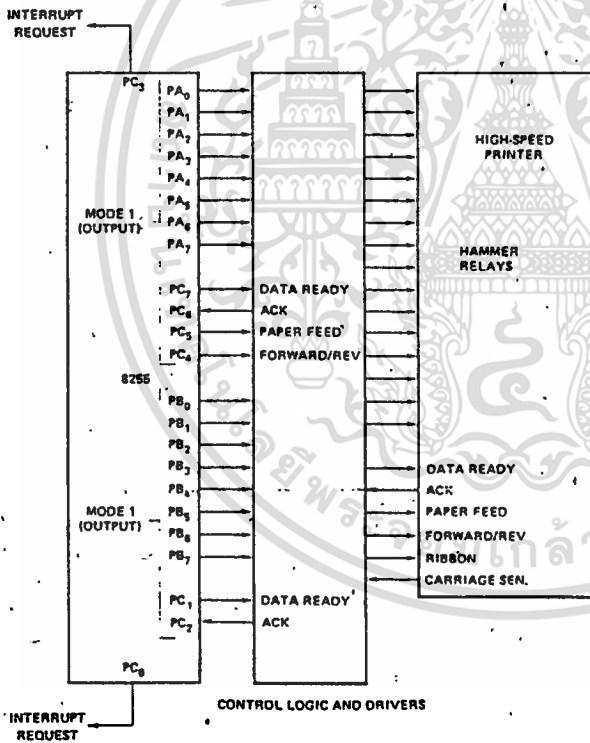 INTERRUPT
REQUEST
PC3
PA0
PA1
PA2
PA3
PA4
PA5
PA6
PA7
MODE 1
(OUTPUT)
PC7
PC6
PC5
PC4
8255
PB0
PB1
PB2
PB3
PB4
PB5
PB6
PB7
MODE 1
(OUTPUT)
PC1
PC2
PC0
INTERRUPT
REQUEST
DATA READY
ACK
PAPER FEED
FORWARD/REV
DATA READY
ACK
CONTROL LOGIC AND DRIVERS
HIGH-SPEED
PRINTER
HAMMER
RELAYS
DATA READY
ACK
PAPER FEED
FORWARD/REV
RIBBON
CARRIAGE SEN.